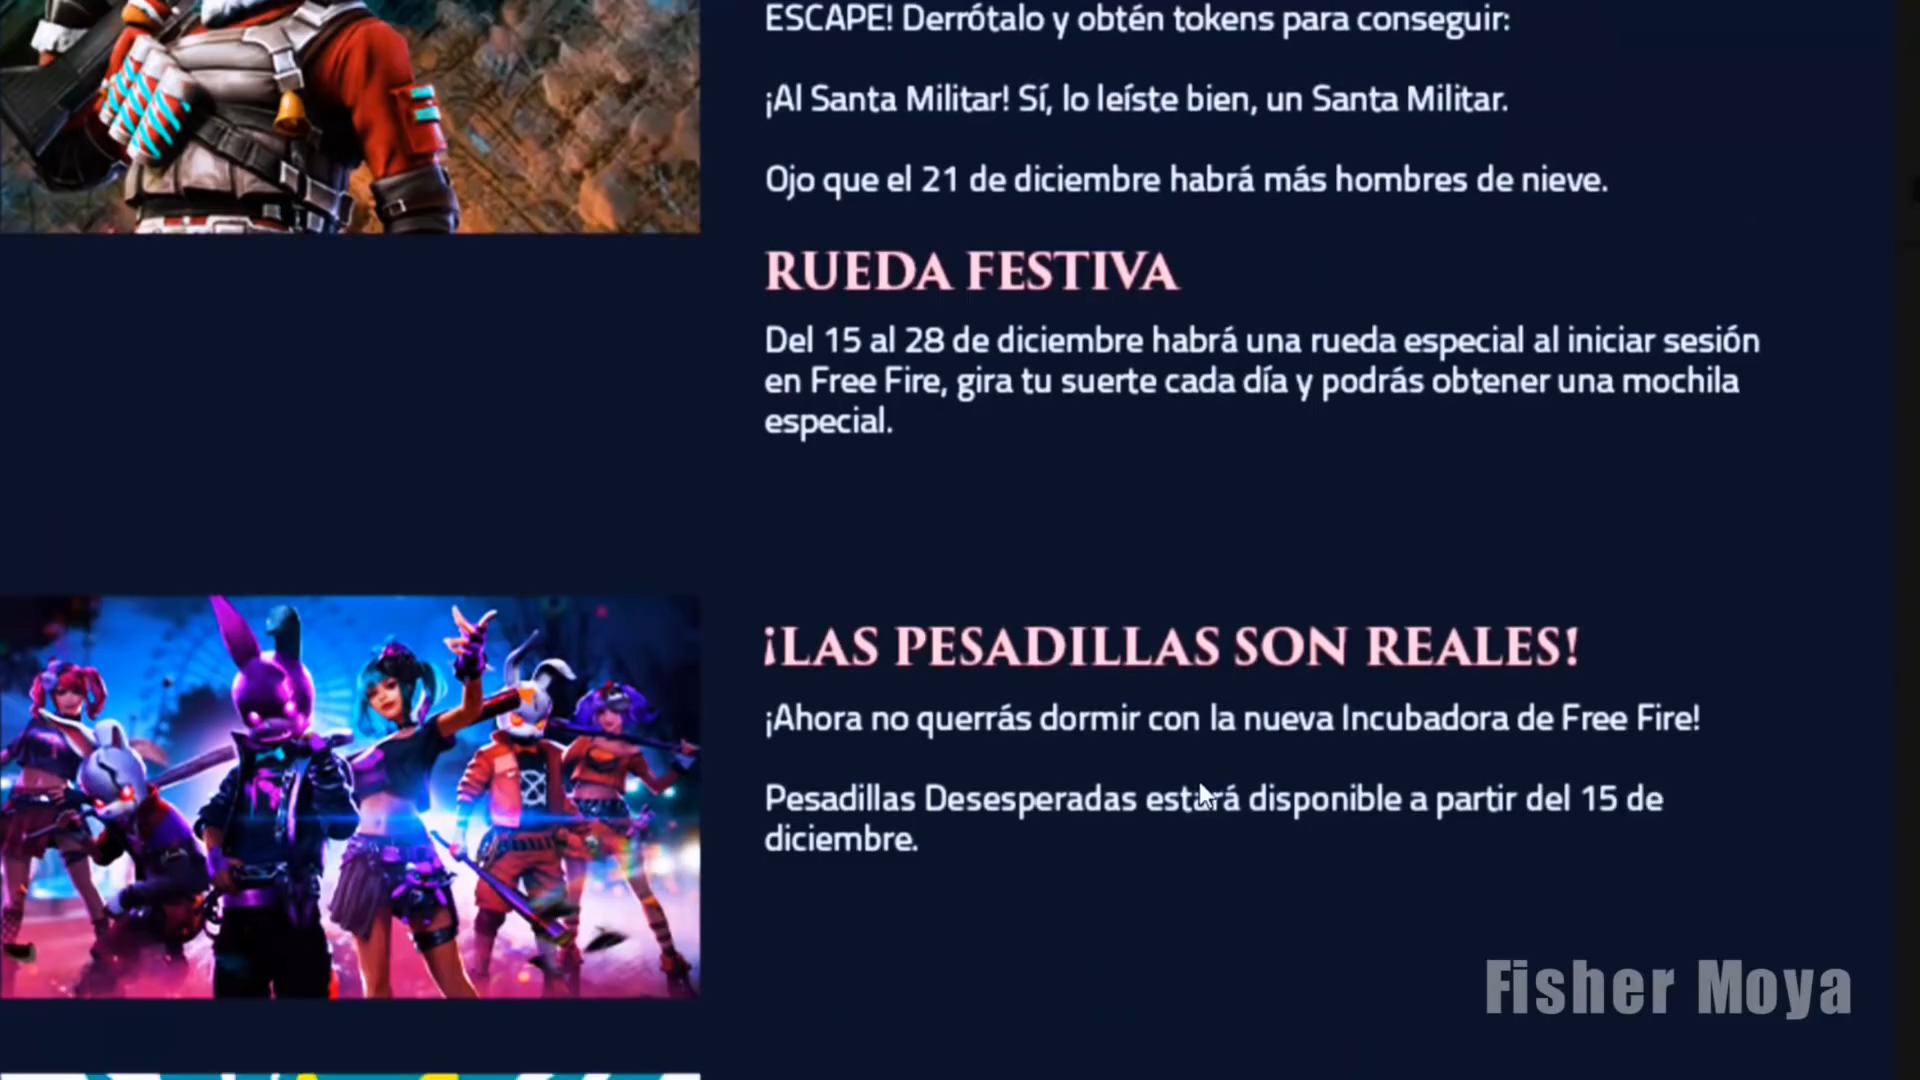 ESCAPE! Derrótalo y obtén tokens para conseguir:
¡Al Santa Militar! Sí, lo leíste bien, un Santa Militar.
Ojo que el 21 de diciembre habrá más hombres de nieve.
RUEDA FESTIVA
Del 15 al 28 de diciembre habrá una rueda especial al iniciar sesión
en Free Fire, gira tu suerte cada día y podrás obtener una mochila
especial.
¡LAS PESADILLAS SON REALES!
¡Ahora no querrás dormir con la nueva Incubadora de Free Fire!
Pesadillas Desesperadas estará disponible a partir del 15 de
diciembre.
Fisher Moya